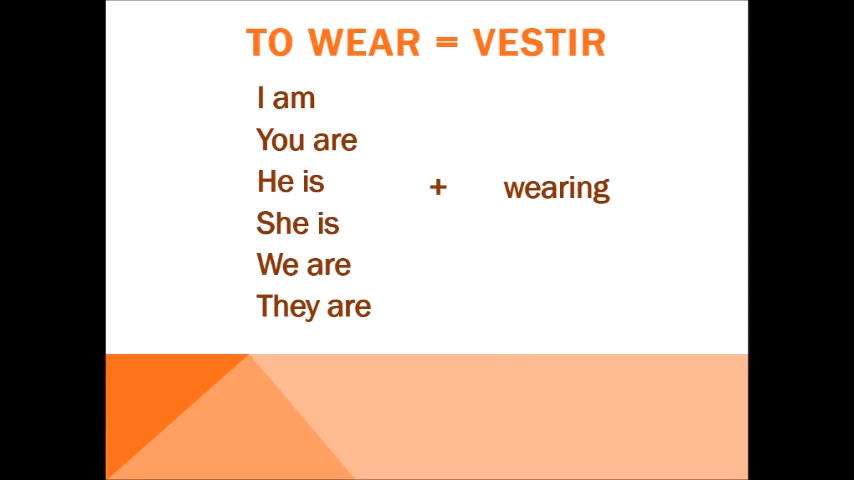 TO WEAR = VESTIR
I am
You are
He is + wearing
She is
We are
They are